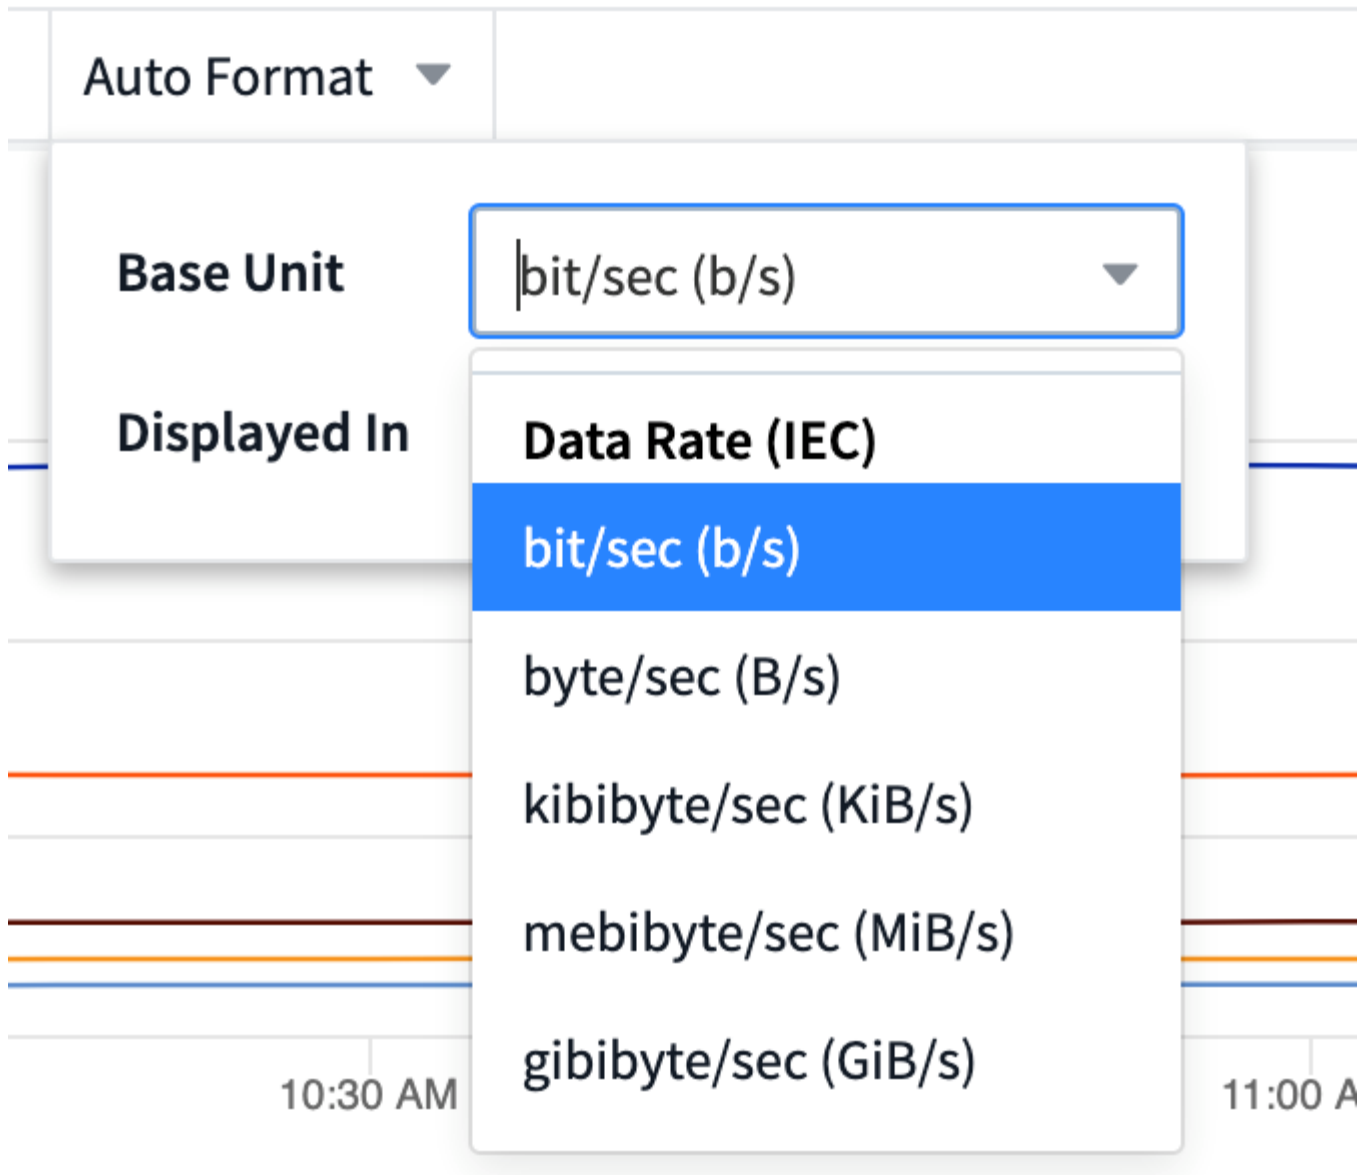 Auto Format
Base Unit
bit/sec (b/s)
Displayed In
Data Rate (IEC)
bit/sec (b/s)
byte/sec (B/s)
kibibyte/sec (KiB/s)
mebibyte/sec (MiB/s)
gibibyte/sec (GiB/s)
10:30 AM
11:00 A